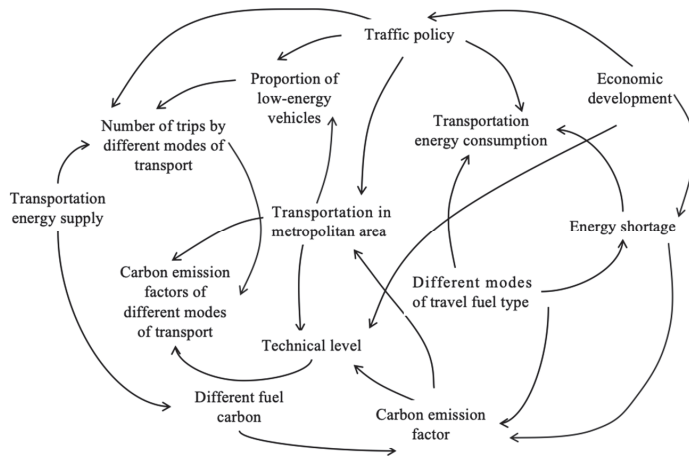 Traffic policy
Proportion of
low-energy
vehicles
Economic
development
Number of trips by
different modes of
transport
Transportation
energy consumption
Transportation
energy supply
Transportation in
metropolitan area
Energy shortage
Carbon emission
factors of
different modes
of transport
Different modes
of travel fuel type
Technical level
Different fuel
carbon
Carbon emission
factor